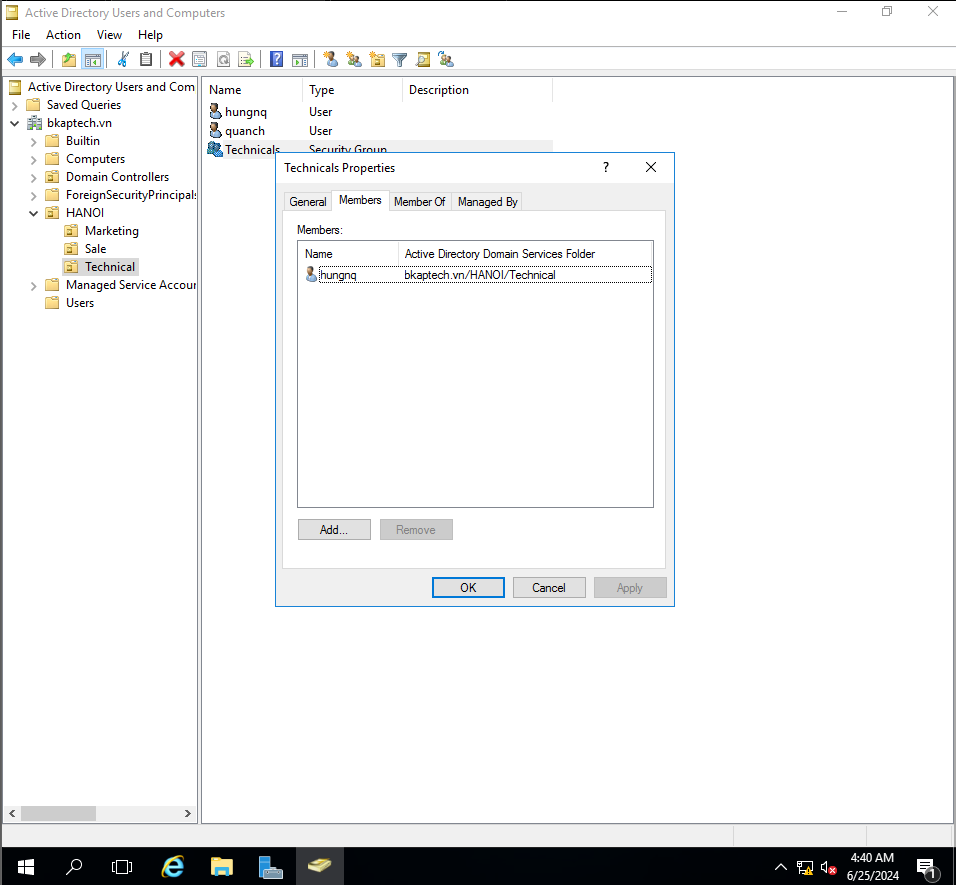 Active Directory Users and Computers
File Action View Help
Active Directory Users and Com
Saved Queries
bkaptech.vn
Builtin
Computers
Domain Controllers
ForeignSecurityPrincipals
HANOI
Marketing
Sale
Technical
Managed Service Accour
Users
Name Type Description
hungnq User
quanch User
Technicals Security Group
Technicals Properties ?
General Members Member Of Managed By
Members:
Name Active Directory Domain Services Folder
hungnq bkaptech.vn/HANOI/Technical
Add... Remove
OK Cancel Apply
4:40 AM
6/25/2024
1